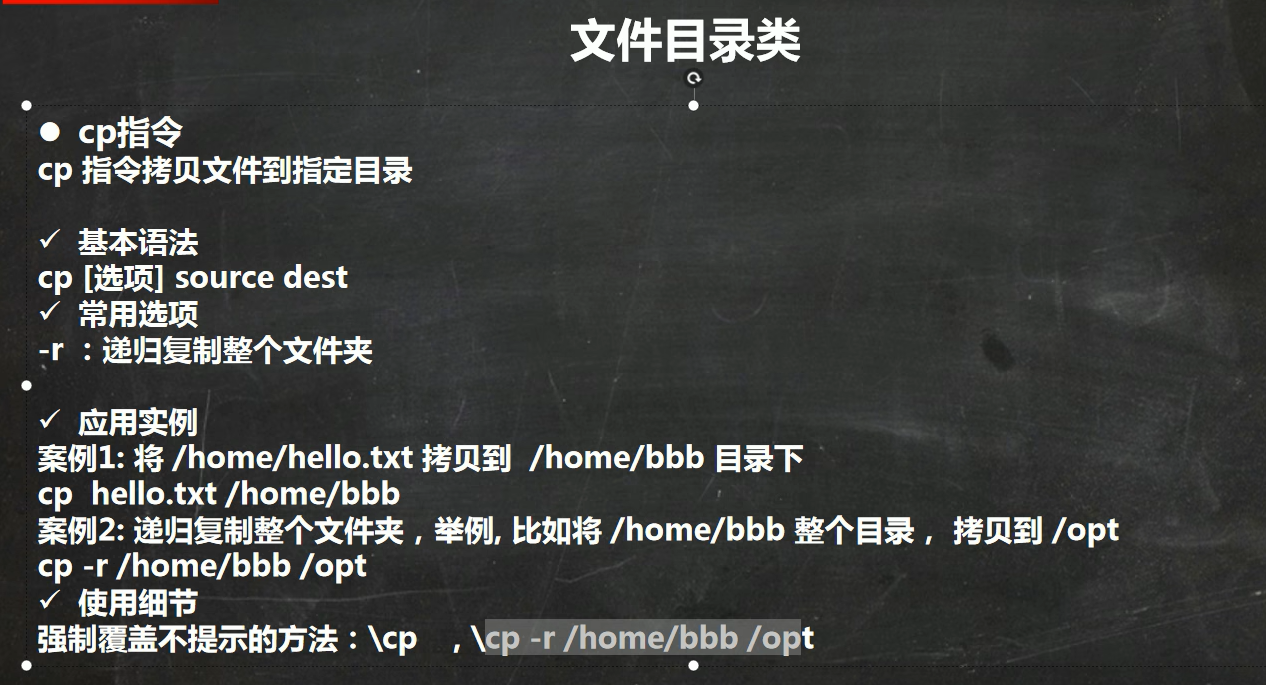 文件目录类
● cp指令
cp 指令拷贝文件到指定目录
✓ 基本语法
cp [选项] source dest
✓ 常用选项
-r ：递归复制整个文件夹
✓ 应用实例
案例1: 将 /home/hello.txt 拷贝到 /home/bbb 目录下
cp hello.txt /home/bbb
案例2: 递归复制整个文件夹，举例, 比如将 /home/bbb 整个目录， 拷贝到 /opt
cp -r /home/bbb /opt
✓ 使用细节
强制覆盖不提示的方法：\cp ，\cp -r /home/bbb /opt